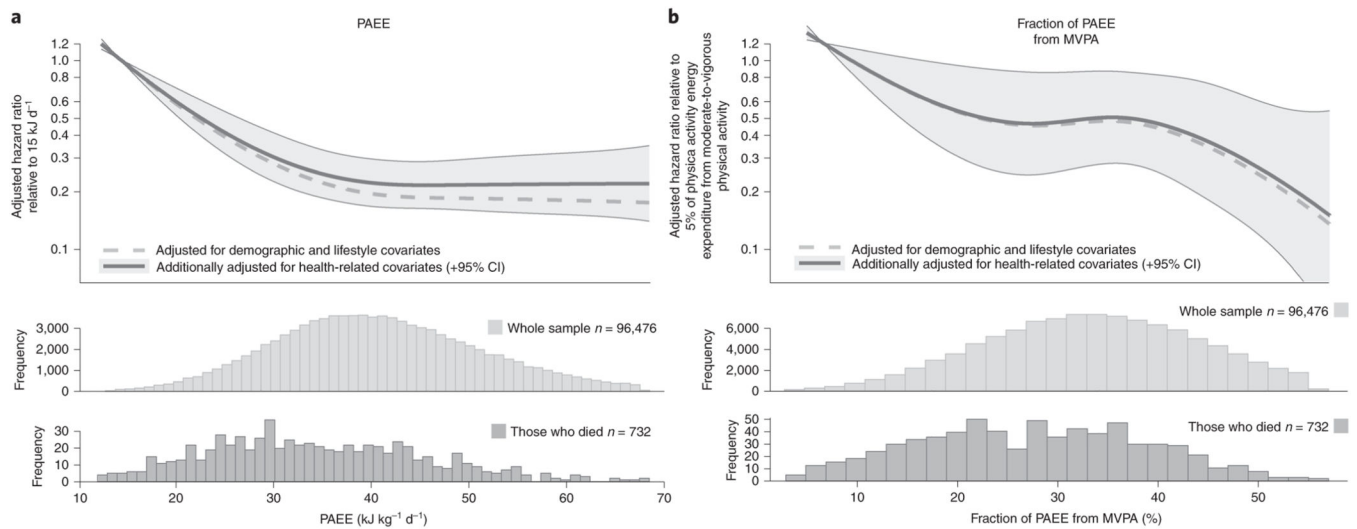 a
PAEE
Adjusted hazard ratio
relative to 15 kJ d⁻¹
1.2
1.0
0.8
0.6
0.5
0.4
0.3
0.2
0.1
Adjusted for demographic and lifestyle covariates
Additionally adjusted for health-related covariates (+95% CI)
Frequency
3,000
2,000
1,000
0
Whole sample n = 96,476
Frequency
30
20
10
0
Those who died n = 732
10 20 30 40 50 60 70
PAEE (kJ kg⁻¹ d⁻¹)
b
Fraction of PAEE
from MVPA
Adjusted hazard ratio relative to
5% of physica activity energy
expenditure from moderate-to-vigorous
physical activity
1.2
1.0
0.8
0.6
0.5
0.4
0.3
0.2
0.1
Adjusted for demographic and lifestyle covariates
Additionally adjusted for health-related covariates (+95% CI)
Frequency
6,000
4,000
2,000
0
Whole sample n = 96,476
Frequency
50
40
30
20
10
0
Those who died n = 732
10 20 30 40 50
Fraction of PAEE from MVPA (%)